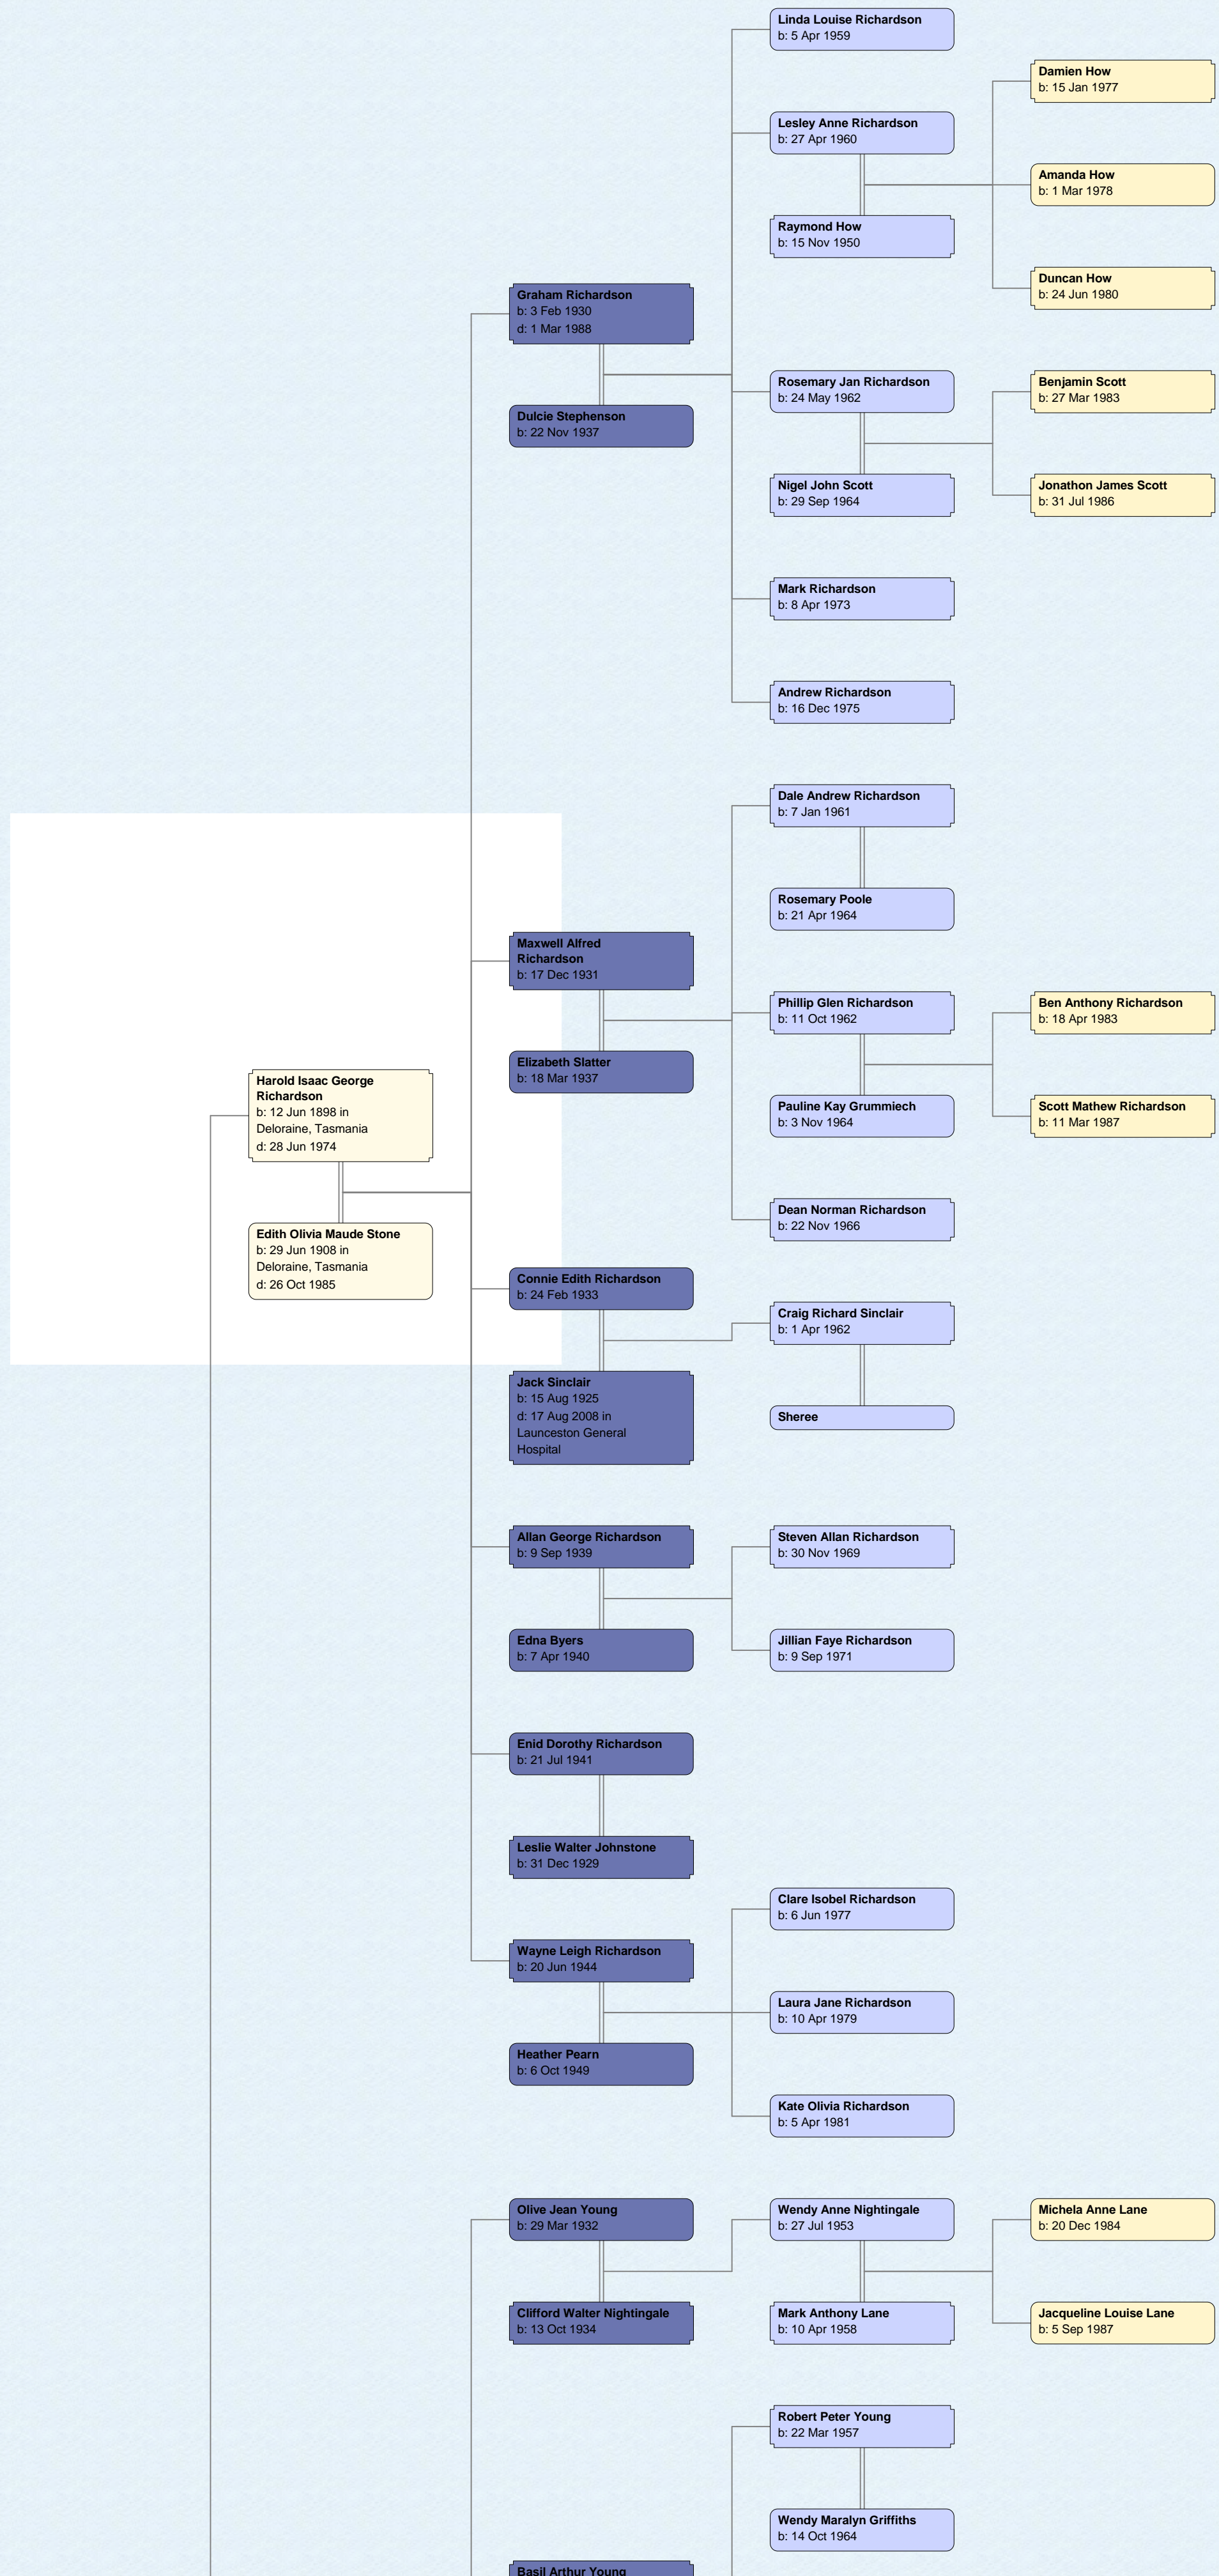 Linda Louise Richardson
b: 5 Apr 1959
Damien How
b: 15 Jan 1977
Lesley Anne Richardson
b: 27 Apr 1960
Amanda How
b: 1 Mar 1978
Raymond How
b: 15 Nov 1950
Duncan How
b: 24 Jun 1980
Graham Richardson
b: 3 Feb 1930
d: 1 Mar 1988
Rosemary Jan Richardson
b: 24 May 1962
Benjamin Scott
b: 27 Mar 1983
Dulcie Stephenson
b: 22 Nov 1937
Nigel John Scott
b: 29 Sep 1964
Jonathon James Scott
b: 31 Jul 1986
Mark Richardson
b: 8 Apr 1973
Andrew Richardson
b: 16 Dec 1975
Dale Andrew Richardson
b: 7 Jan 1961
Rosemary Poole
b: 21 Apr 1964
Maxwell Alfred
Richardson
b: 17 Dec 1931
Phillip Glen Richardson
b: 11 Oct 1962
Ben Anthony Richardson
b: 18 Apr 1983
Elizabeth Slatter
b: 18 Mar 1937
Harold Isaac George
Richardson
b: 12 Jun 1898 in
Deloraine, Tasmania
d: 28 Jun 1974
Pauline Kay Grummiech
b: 3 Nov 1964
Scott Mathew Richardson
b: 11 Mar 1987
Dean Norman Richardson
b: 22 Nov 1966
Edith Olivia Maude Stone
b: 29 Jun 1908 in
Deloraine, Tasmania
d: 26 Oct 1985
Connie Edith Richardson
b: 24 Feb 1933
Craig Richard Sinclair
b: 1 Apr 1962
Jack Sinclair
b: 15 Aug 1925
d: 17 Aug 2008 in
Launceston General
Hospital
Sheree
Allan George Richardson
b: 9 Sep 1939
Steven Allan Richardson
b: 30 Nov 1969
Edna Byers
b: 7 Apr 1940
Jillian Faye Richardson
b: 9 Sep 1971
Enid Dorothy Richardson
b: 21 Jul 1941
Leslie Walter Johnstone
b: 31 Dec 1929
Clare Isobel Richardson
b: 6 Jun 1977
Wayne Leigh Richardson
b: 20 Jun 1944
Laura Jane Richardson
b: 10 Apr 1979
Heather Pearn
b: 6 Oct 1949
Kate Olivia Richardson
b: 5 Apr 1981
Olive Jean Young
b: 29 Mar 1932
Wendy Anne Nightingale
b: 27 Jul 1953
Michela Anne Lane
b: 20 Dec 1984
Clifford Walter Nightingale
b: 13 Oct 1934
Mark Anthony Lane
b: 10 Apr 1958
Jacqueline Louise Lane
b: 5 Sep 1987
Robert Peter Young
b: 22 Mar 1957
Wendy Maralyn Griffiths
b: 14 Oct 1964
Basil Arthur Young